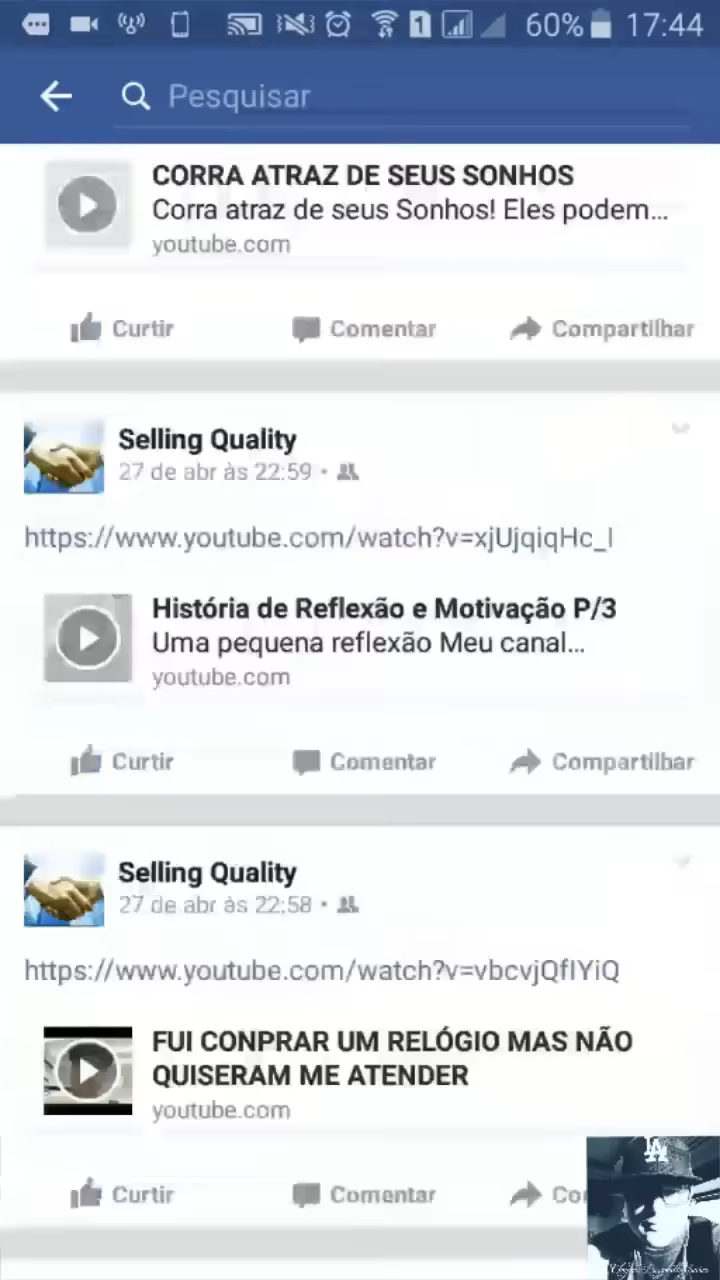 60% 17:44
Pesquisar
CORRA ATRAZ DE SEUS SONHOS
Corra atraz de seus Sonhos! Eles podem...
youtube.com
Curtir Comentar Compartilhar
Selling Quality
27 de abr às 22:59 •
https://www.youtube.com/watch?v=xjUjqiqHc_I
História de Reflexão e Motivação P/3
Uma pequena reflexão Meu canal...
youtube.com
Curtir Comentar Compartilhar
Selling Quality
27 de abr às 22:58 •
https://www.youtube.com/watch?v=vbcvjQfIYiQ
FUI CONPRAR UM RELÓGIO MAS NÃO
QUISERAM ME ATENDER
youtube.com
Curtir Comentar Co
LA